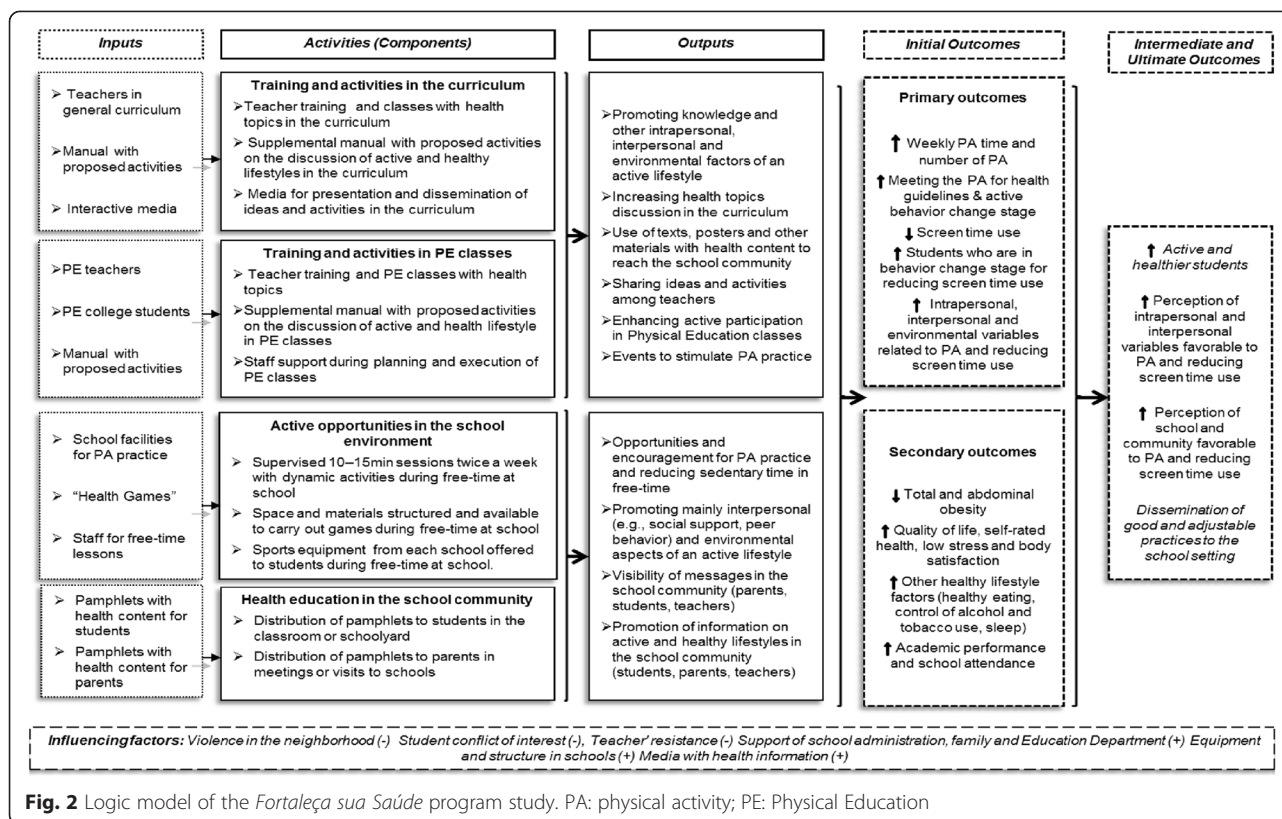 Inputs
Activities (Components)
Outputs
Initial Outcomes
Intermediate and
Ultimate Outcomes
➢ Teachers in
general curriculum
➢ Manual with
proposed activities
➢ Interactive media
Training and activities in the curriculum
➢Teacher training and classes with health
topics in the curriculum
➢ Supplemental manual with proposed activities
on the discussion of active and healthy
lifestyles in the curriculum
➢ Media for presentation and dissemination of
ideas and activities in the curriculum
➢PE teachers
➢PE college students
➢Manual with
proposed activities
Training and activities in PE classes
➢ Teacher training and PE classes with health
topics
➢Supplemental manual with proposed activities
on the discussion of active and health lifestyle in
PE classes
➢Staff support during planning and execution of
PE classes
➢ School facilities
for PA practice
➢ "Health Games"
➢ Staff for free-time
lessons
Active opportunities in the school
environment
➢ Supervised 10–15min sessions twice a week
with dynamic activities during free-time at
school
➢ Space and materials structured and available
to carry out games during free-time at school
➢ Sports equipment from each school offered
to students during free-time at school.
➢ Pamphlets with
health content for
students
➢ Pamphlets with
health content for
parents
Health education in the school community
➢ Distribution of pamphlets to students in the
classroom or schoolyard
➢ Distribution of pamphlets to parents in
meetings or visits to schools
➢Promoting knowledge and
other intrapersonal,
interpersonal and
environmental factors of an
active lifestyle
➢Increasing health topics
discussion in the curriculum
➢Use of texts, posters and other
materials with health content to
reach the school community
➢Sharing ideas and activities
among teachers
➢Enhancing active participation
in Physical Education classes
➢Events to stimulate PA practice
➢Opportunities and
encouragement for PA practice
and reducing sedentary time in
free-time
➢Promoting mainly interpersonal
(e.g., social support, peer
behavior) and environmental
aspects of an active lifestyle
➢Visibility of messages in the
school community (parents,
students, teachers)
➢Promotion of information on
active and healthy lifestyles in
the school community
(students, parents, teachers)
Primary outcomes
↑ Weekly PA time and
number of PA
↑ Meeting the PA for health
guidelines & active
behavior change stage
↓ Screen time use
↑ Students who are in
behavior change stage for
reducing screen time use
↑ Intrapersonal,
interpersonal and
environmental variables
related to PA and reducing
screen time use
Secondary outcomes
↓ Total and abdominal
obesity
↑ Quality of life, self-rated
health, low stress and body
satisfaction
↑ Other healthy lifestyle
factors (healthy eating,
control of alcohol and
tobacco use, sleep)
↑ Academic performance
and school attendance
↑ Active and
healthier students
↑ Perception of
intrapersonal and
interpersonal
variables favorable
to PA and reducing
screen time use
↑ Perception of
school and
community favorable
to PA and reducing
screen time use
Dissemination of
good and adjustable
practices to the
school setting
Influencing factors: Violence in the neighborhood (-) Student conflict of interest (-), Teacher' resistance (-) Support of school administration, family and Education Department (+) Equipment
and structure in schools (+) Media with health information (+)
Fig. 2 Logic model of the Fortaleça sua Saúde program study. PA: physical activity; PE: Physical Education